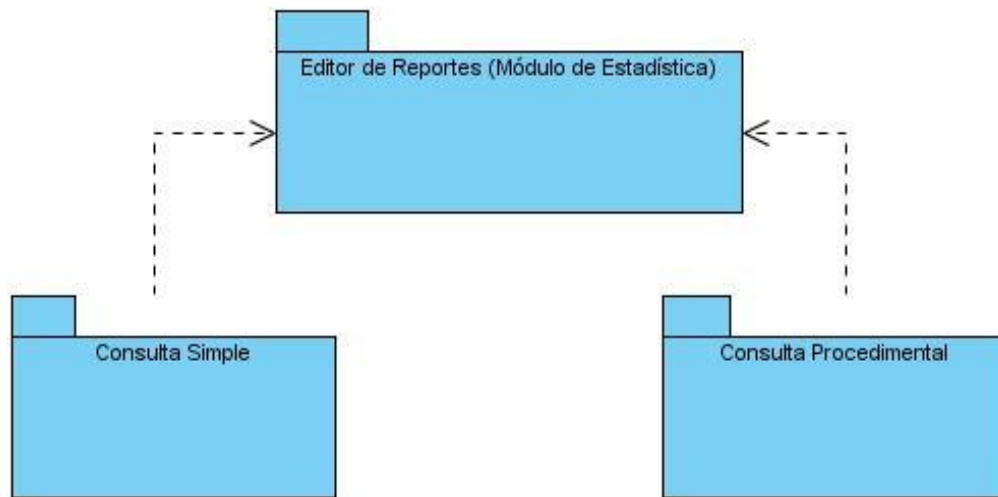 Editor de Reportes (Módulo de Estadística)
Consulta Simple
Consulta Procedimental